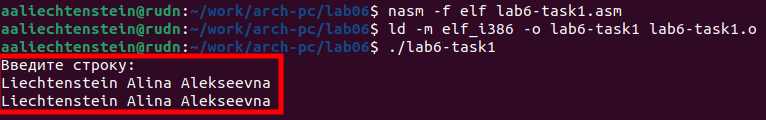 aaliechtenstein@rudn:~/work/arch-pc/lab06$ nasm -f elf lab6-task1.asm
aaliechtenstein@rudn:~/work/arch-pc/lab06$ ld -m elf_i386 -o lab6-task1 lab6-task1.o
aaliechtenstein@rudn:~/work/arch-pc/lab06$ ./lab6-task1
Введите строку:
Liechtenstein Alina Alekseevna
Liechtenstein Alina Alekseevna